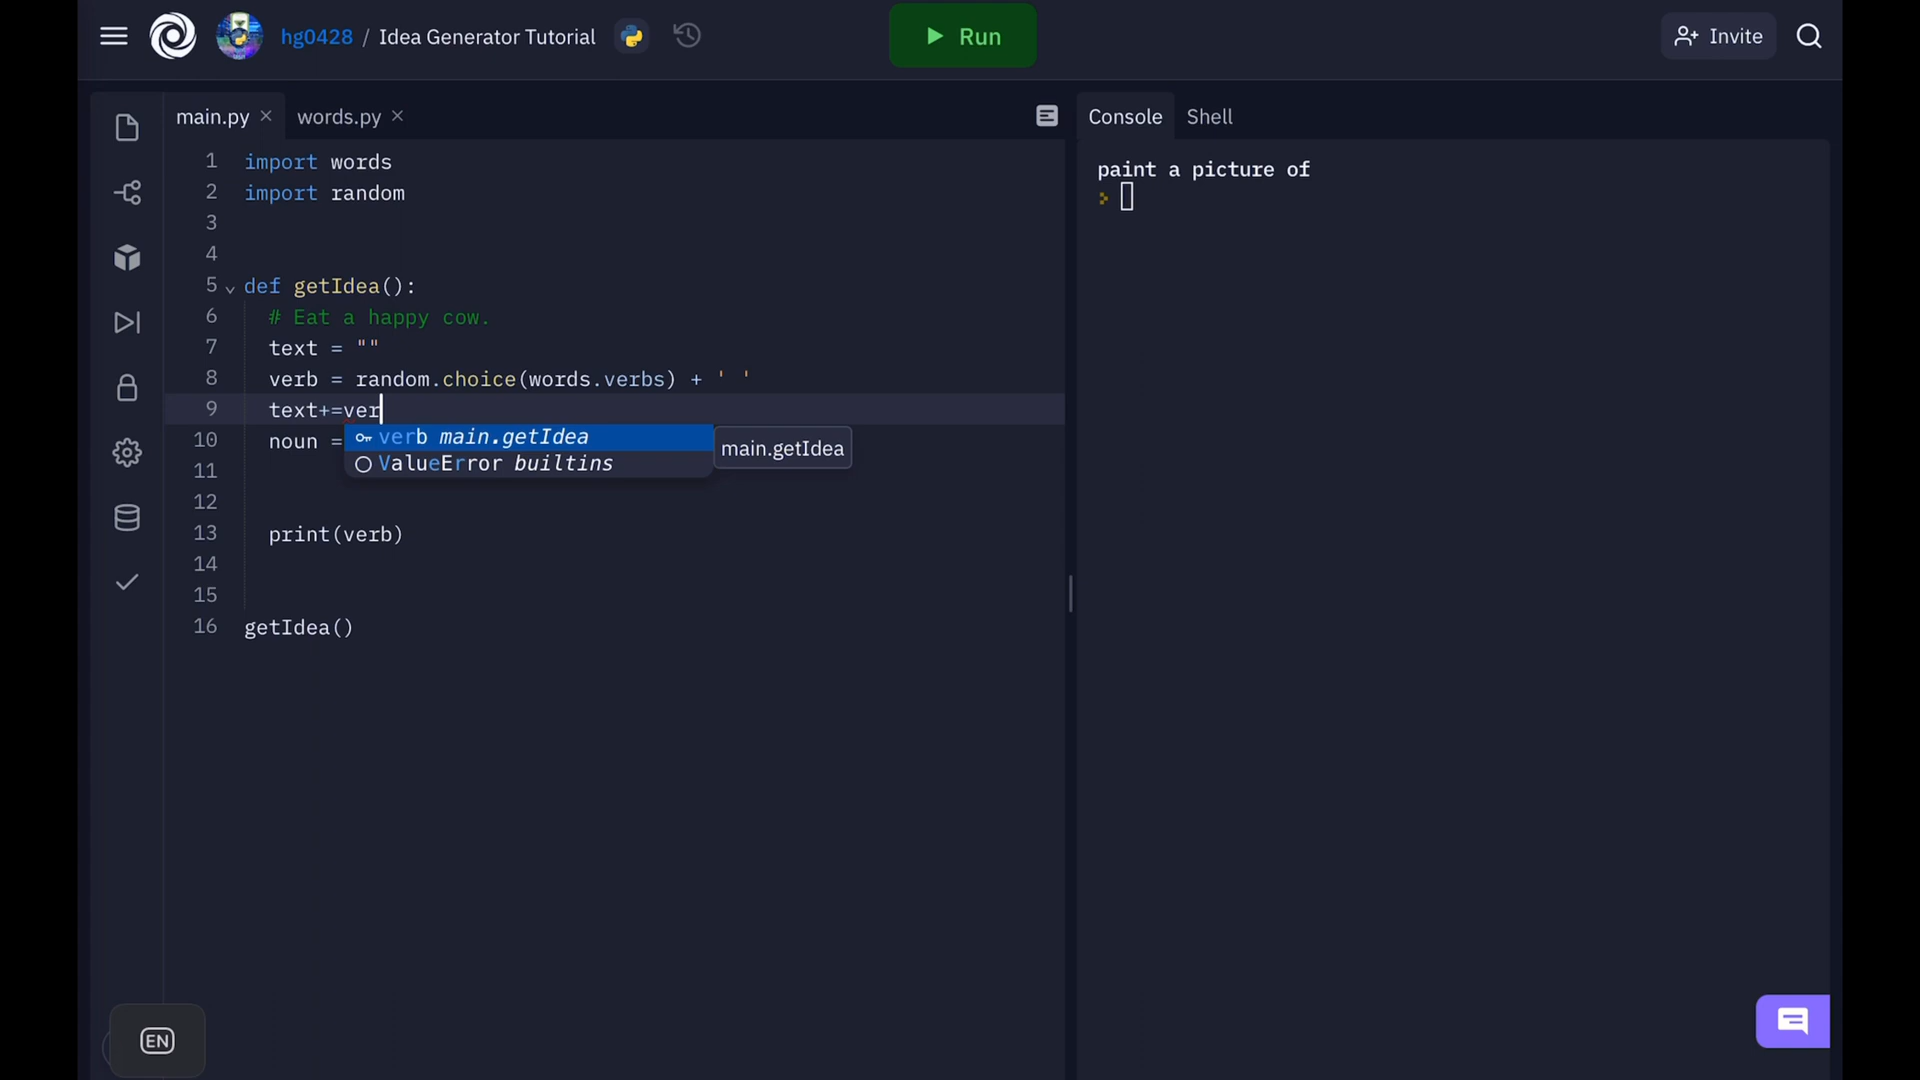 hg0428 / Idea Generator Tutorial
Run
Invite
main.py
words.py
Console
Shell
1 import words
2 import random
3
4
5 def getIdea():
6 # Eat a happy cow.
7 text = ""
8 verb = random.choice(words.verbs) + ' '
9 text+=ver
10 noun =
verb main.getIdea
main.getIdea
ValueError builtins
11
12
13 print(verb)
14
15
16 getIdea()
paint a picture of
EN